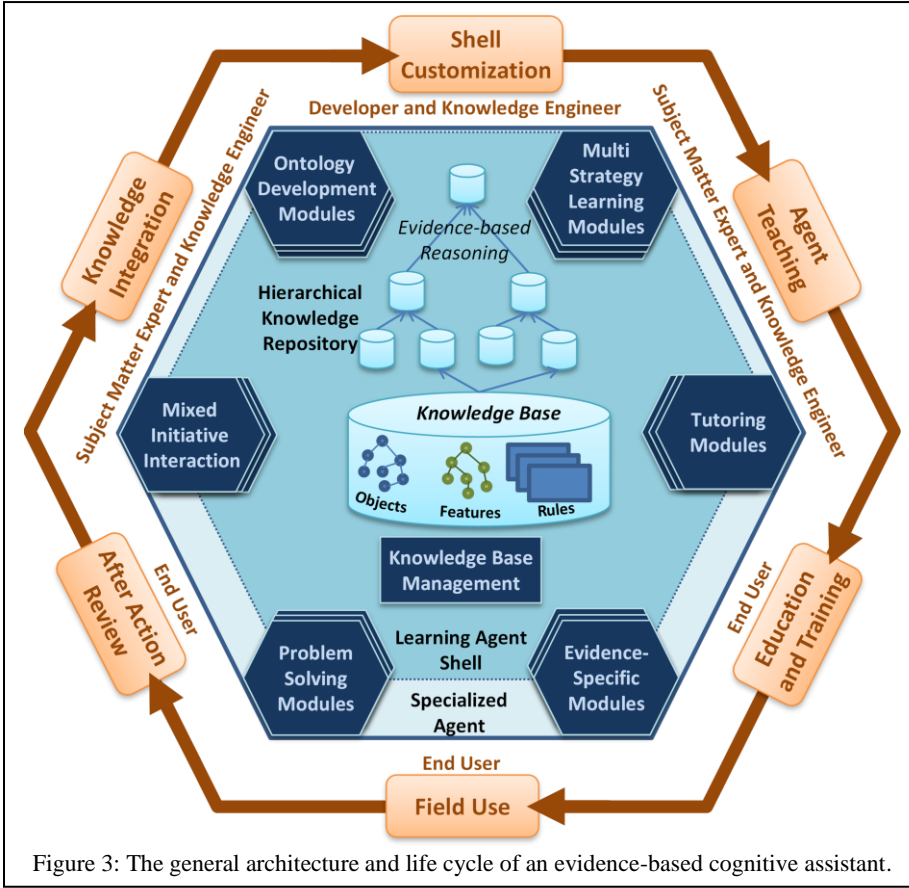 Shell
Customization
Developer and Knowledge Engineer
Subject Matter Expert and Knowledge Engineer
Knowledge
Integration
Subject Matter Expert and Knowledge Engineer
Agent
Teaching
Ontology
Development
Modules
Multi
Strategy
Learning
Modules
Evidence-based
Reasoning
Hierarchical
Knowledge
Repository
Mixed
Initiative
Interaction
Knowledge Base
Objects
Features
Rules
Tutoring
Modules
Knowledge Base
Management
After Action
Review
End User
End User
Education
and Training
Problem
Solving
Modules
Learning Agent
Shell
Evidence-
Specific
Modules
Specialized
Agent
End User
Field Use
Figure 3: The general architecture and life cycle of an evidence-based cognitive assistant.